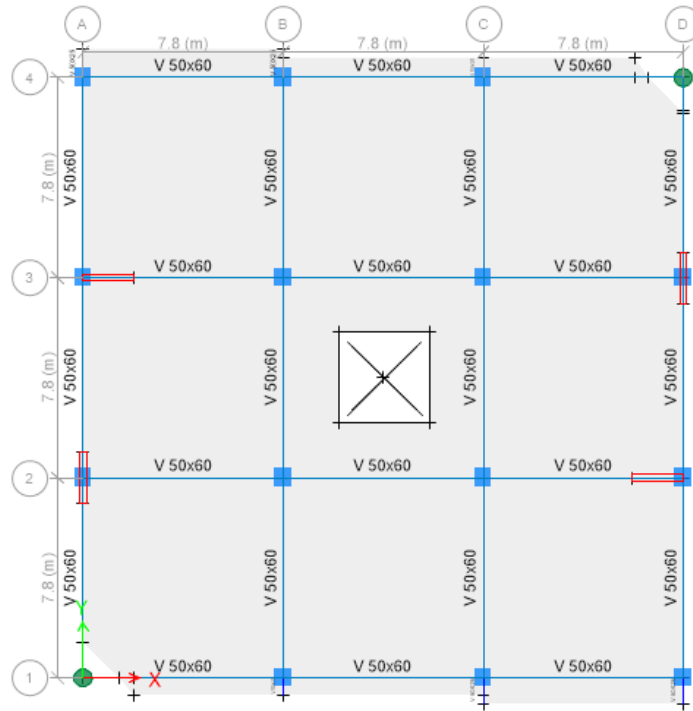 A B C D
7.8 (m) 7.8 (m) 7.8 (m)
4 V 50x60 V 50x60 V 50x60
7.8 (m) V 50x60 V 50x60 V 50x60 V 50x60
3 V 50x60 V 50x60 V 50x60
7.8 (m) V 50x60 V 50x60 V 50x60 V 50x60
2 V 50x60 V 50x60 V 50x60
7.8 (m) V 50x60 V 50x60 V 50x60 V 50x60
Y
1 X V 50x60 V 50x60 V 50x60